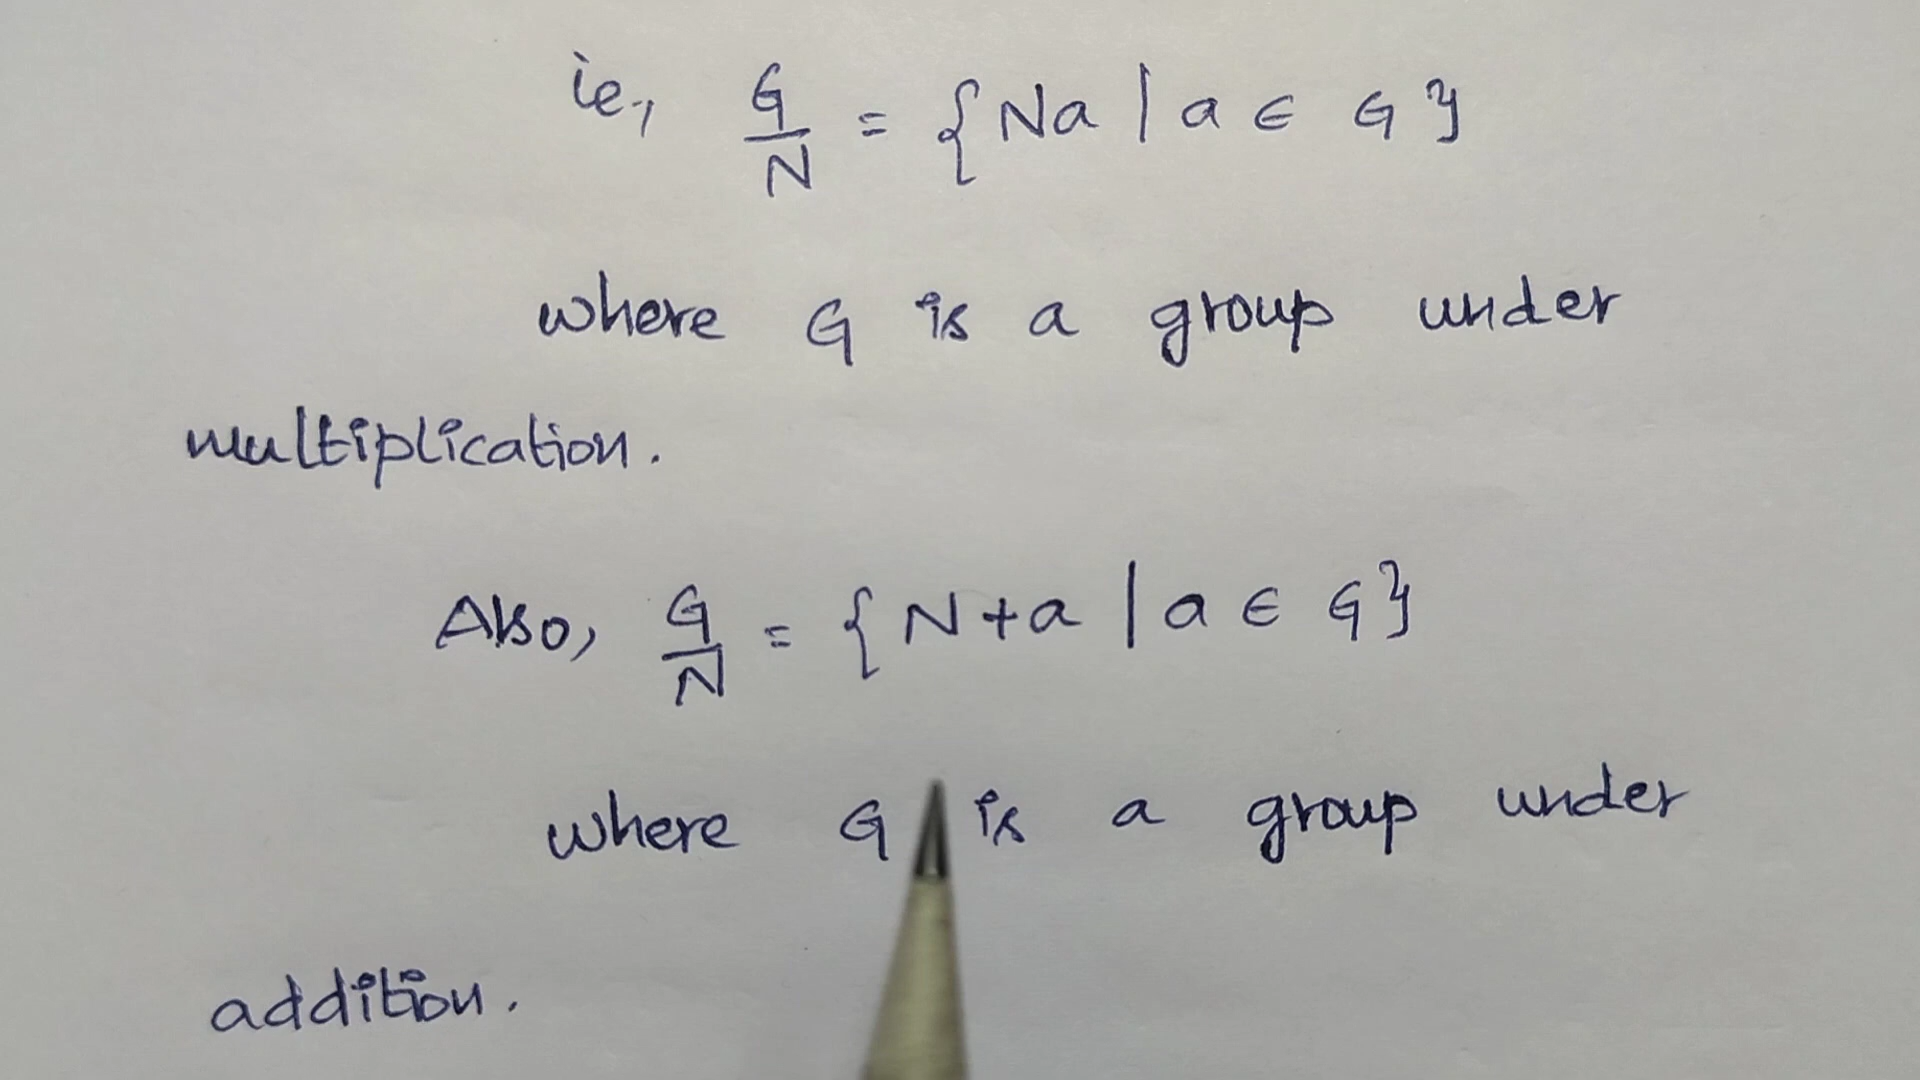 ie., G/N = {Na | a ∈ G}
where G is a group under
multiplication.
Also, G/N = {N+a | a ∈ G}
where G is a group under
addition.